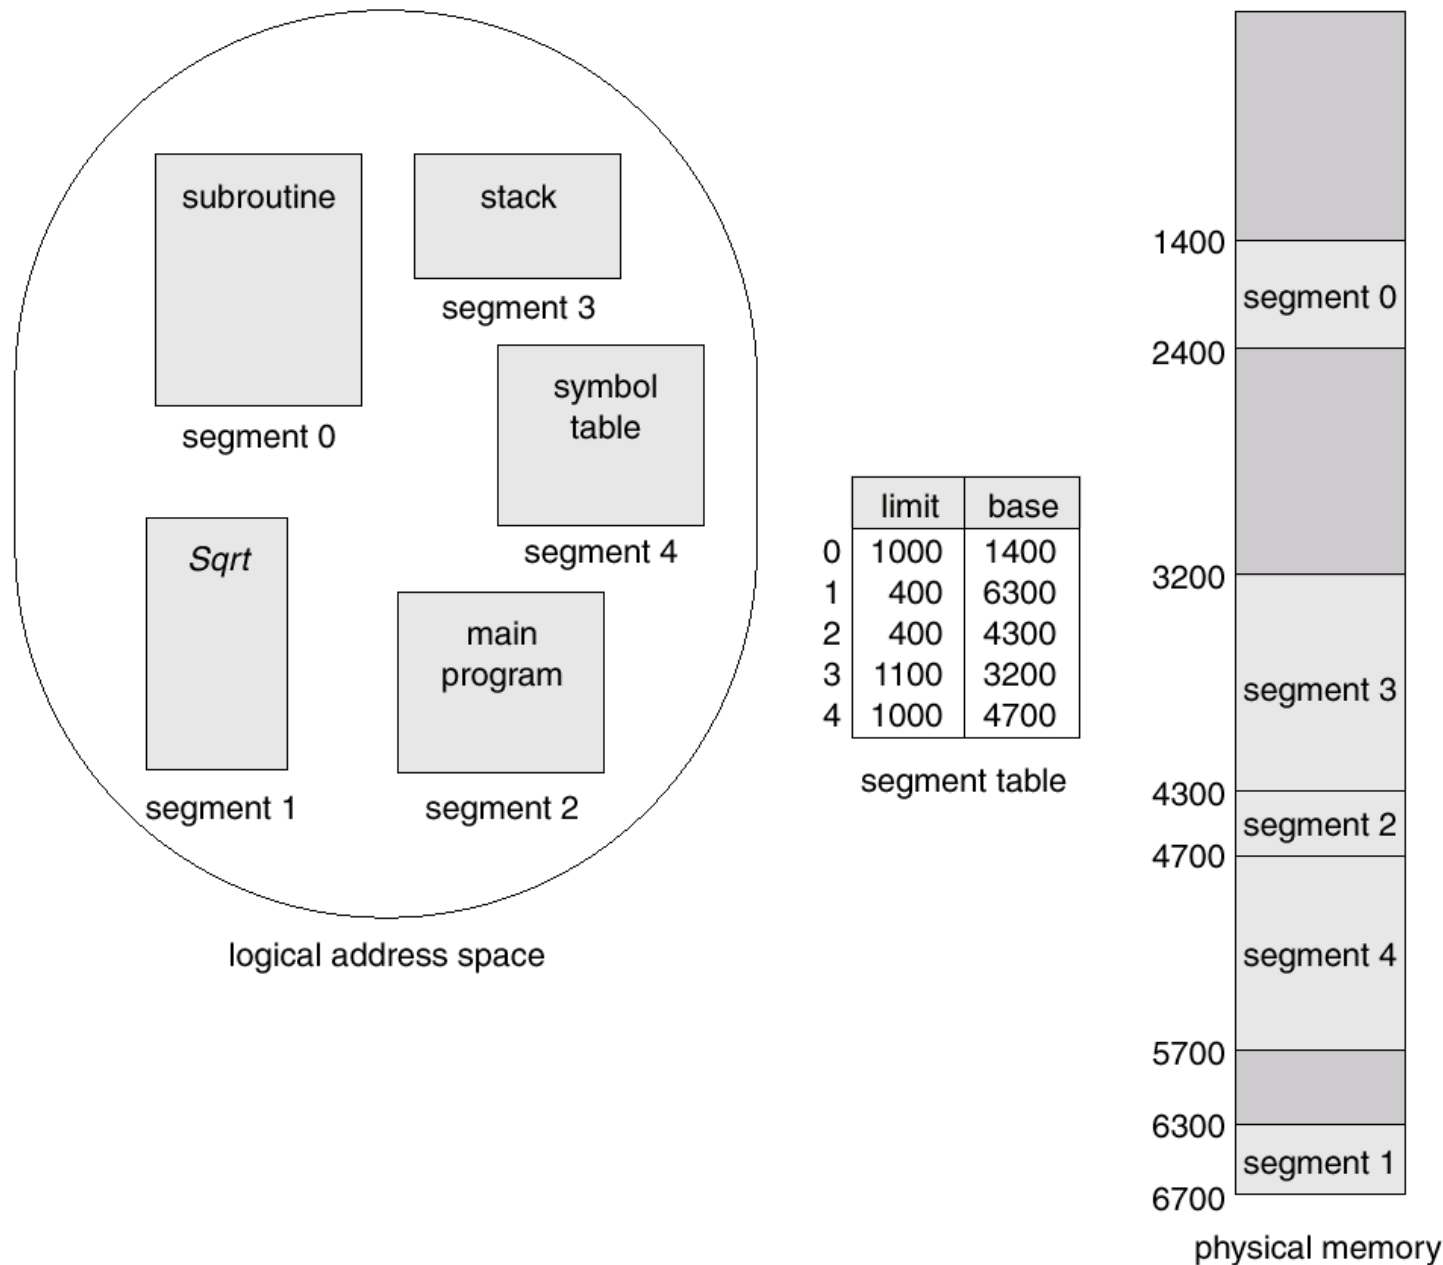 subroutine
segment 0
stack
segment 3
symbol
table
segment 4
Sqrt
segment 1
main
program
segment 2
logical address space
limit base
0 1000 1400
1 400 6300
2 400 4300
3 1100 3200
4 1000 4700
segment table
1400
segment 0
2400
3200
segment 3
4300
segment 2
4700
segment 4
5700
6300
segment 1
6700
physical memory